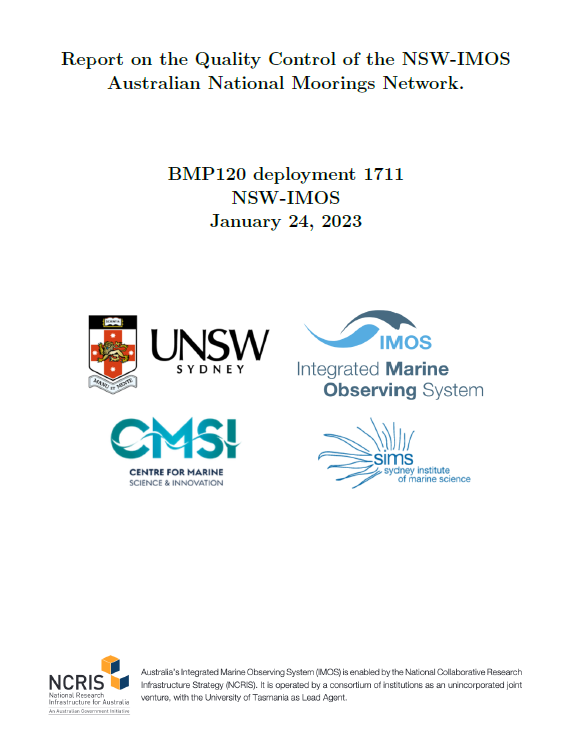 Report on the Quality Control of the NSW-IMOS
Australian National Moorings Network.
BMP120 deployment 1711
NSW-IMOS
January 24, 2023
UNSW
SYDNEY
MANU ET MENTE
IMOS
Integrated Marine
Observing System
CMSI
CENTRE FOR MARINE
SCIENCE & INNOVATION
sims
sydney institute
of marine science
NCRIS
National Research
Infrastructure for Australia
An Australian Government Initiative
Australia's Integrated Marine Observing System (IMOS) is enabled by the National Collaborative Research
Infrastructure Strategy (NCRIS). It is operated by a consortium of institutions as an unincorporated joint
venture, with the University of Tasmania as Lead Agent.